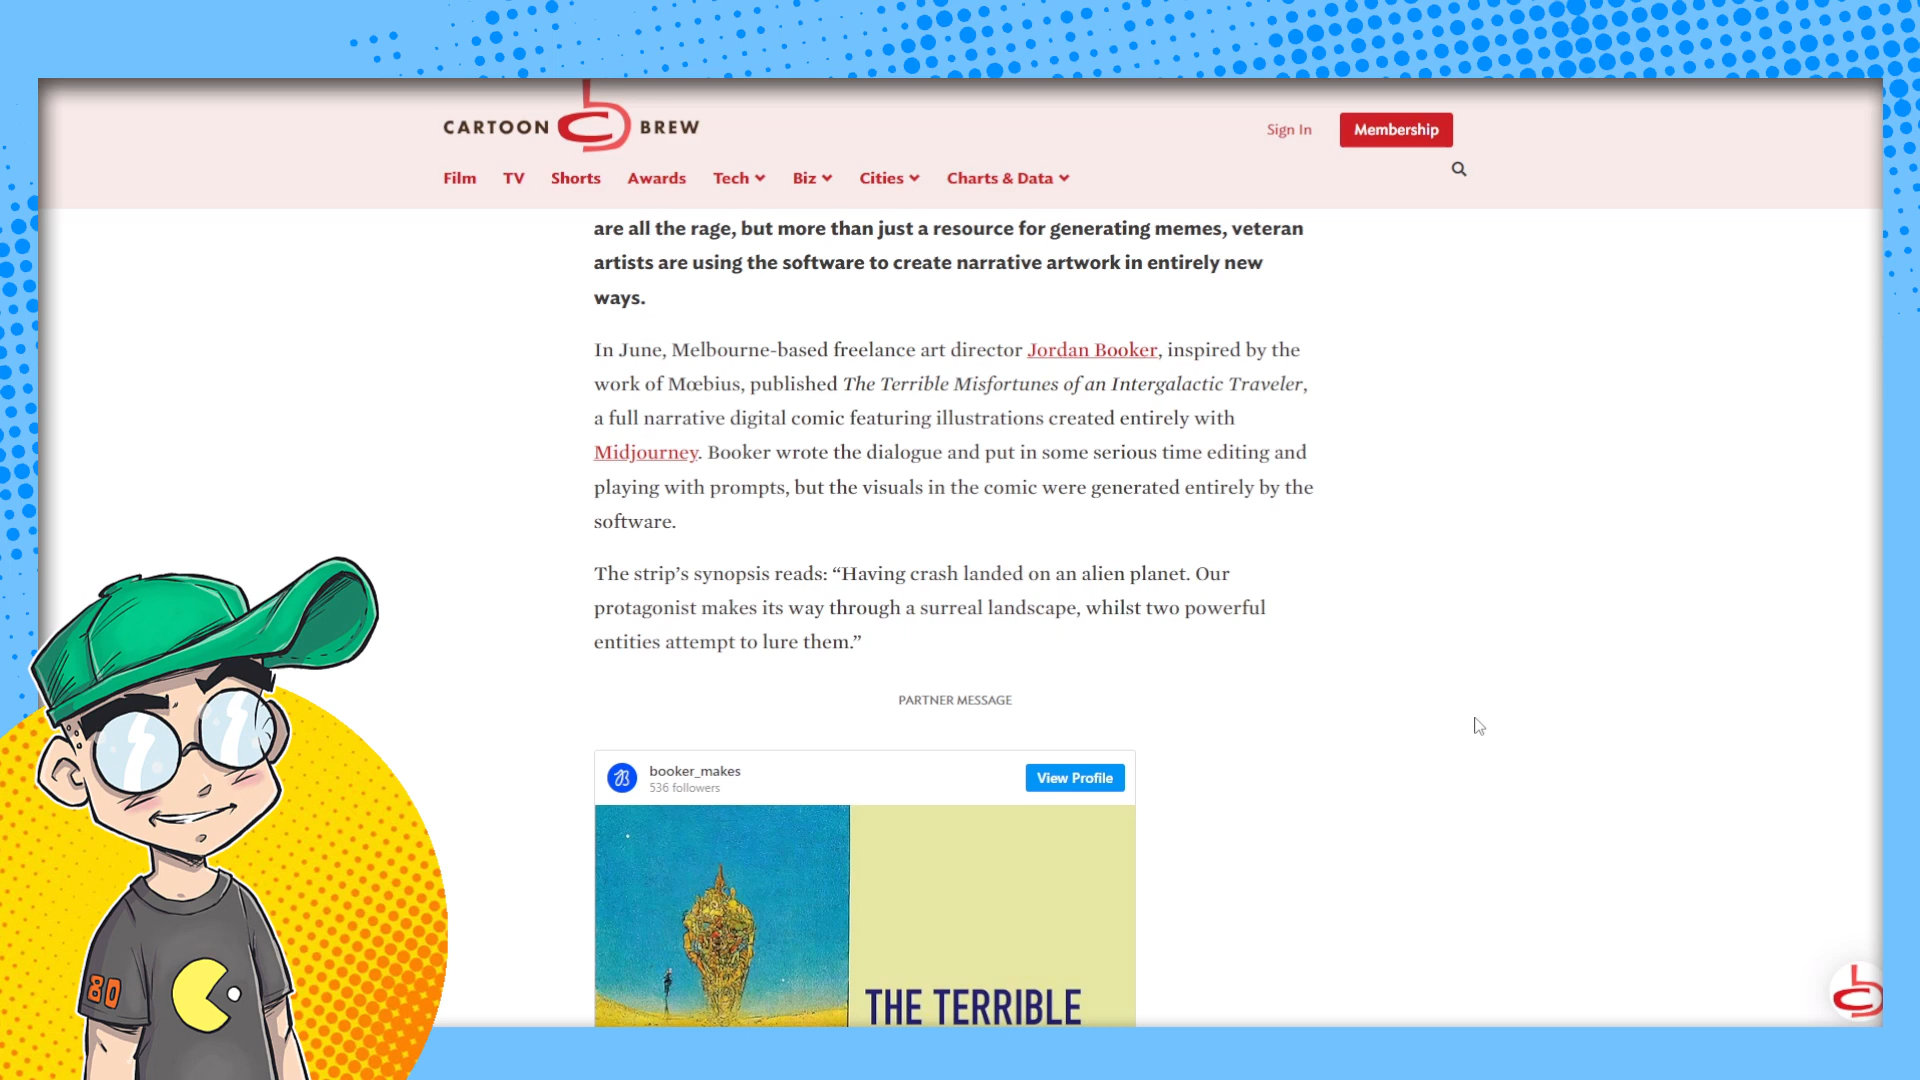 CARTOON BREW
Sign In
Membership
Film TV Shorts Awards Tech Biz Cities Charts & Data
are all the rage, but more than just a resource for generating memes, veteran
artists are using the software to create narrative artwork in entirely new
ways.
In June, Melbourne-based freelance art director Jordan Booker, inspired by the
work of Mœbius, published The Terrible Misfortunes of an Intergalactic Traveler,
a full narrative digital comic featuring illustrations created entirely with
Midjourney. Booker wrote the dialogue and put in some serious time editing and
playing with prompts, but the visuals in the comic were generated entirely by the
software.
The strip’s synopsis reads: “Having crash landed on an alien planet. Our
protagonist makes its way through a surreal landscape, whilst two powerful
entities attempt to lure them.”
PARTNER MESSAGE
booker_makes
536 followers
View Profile
THE TERRIBLE
80